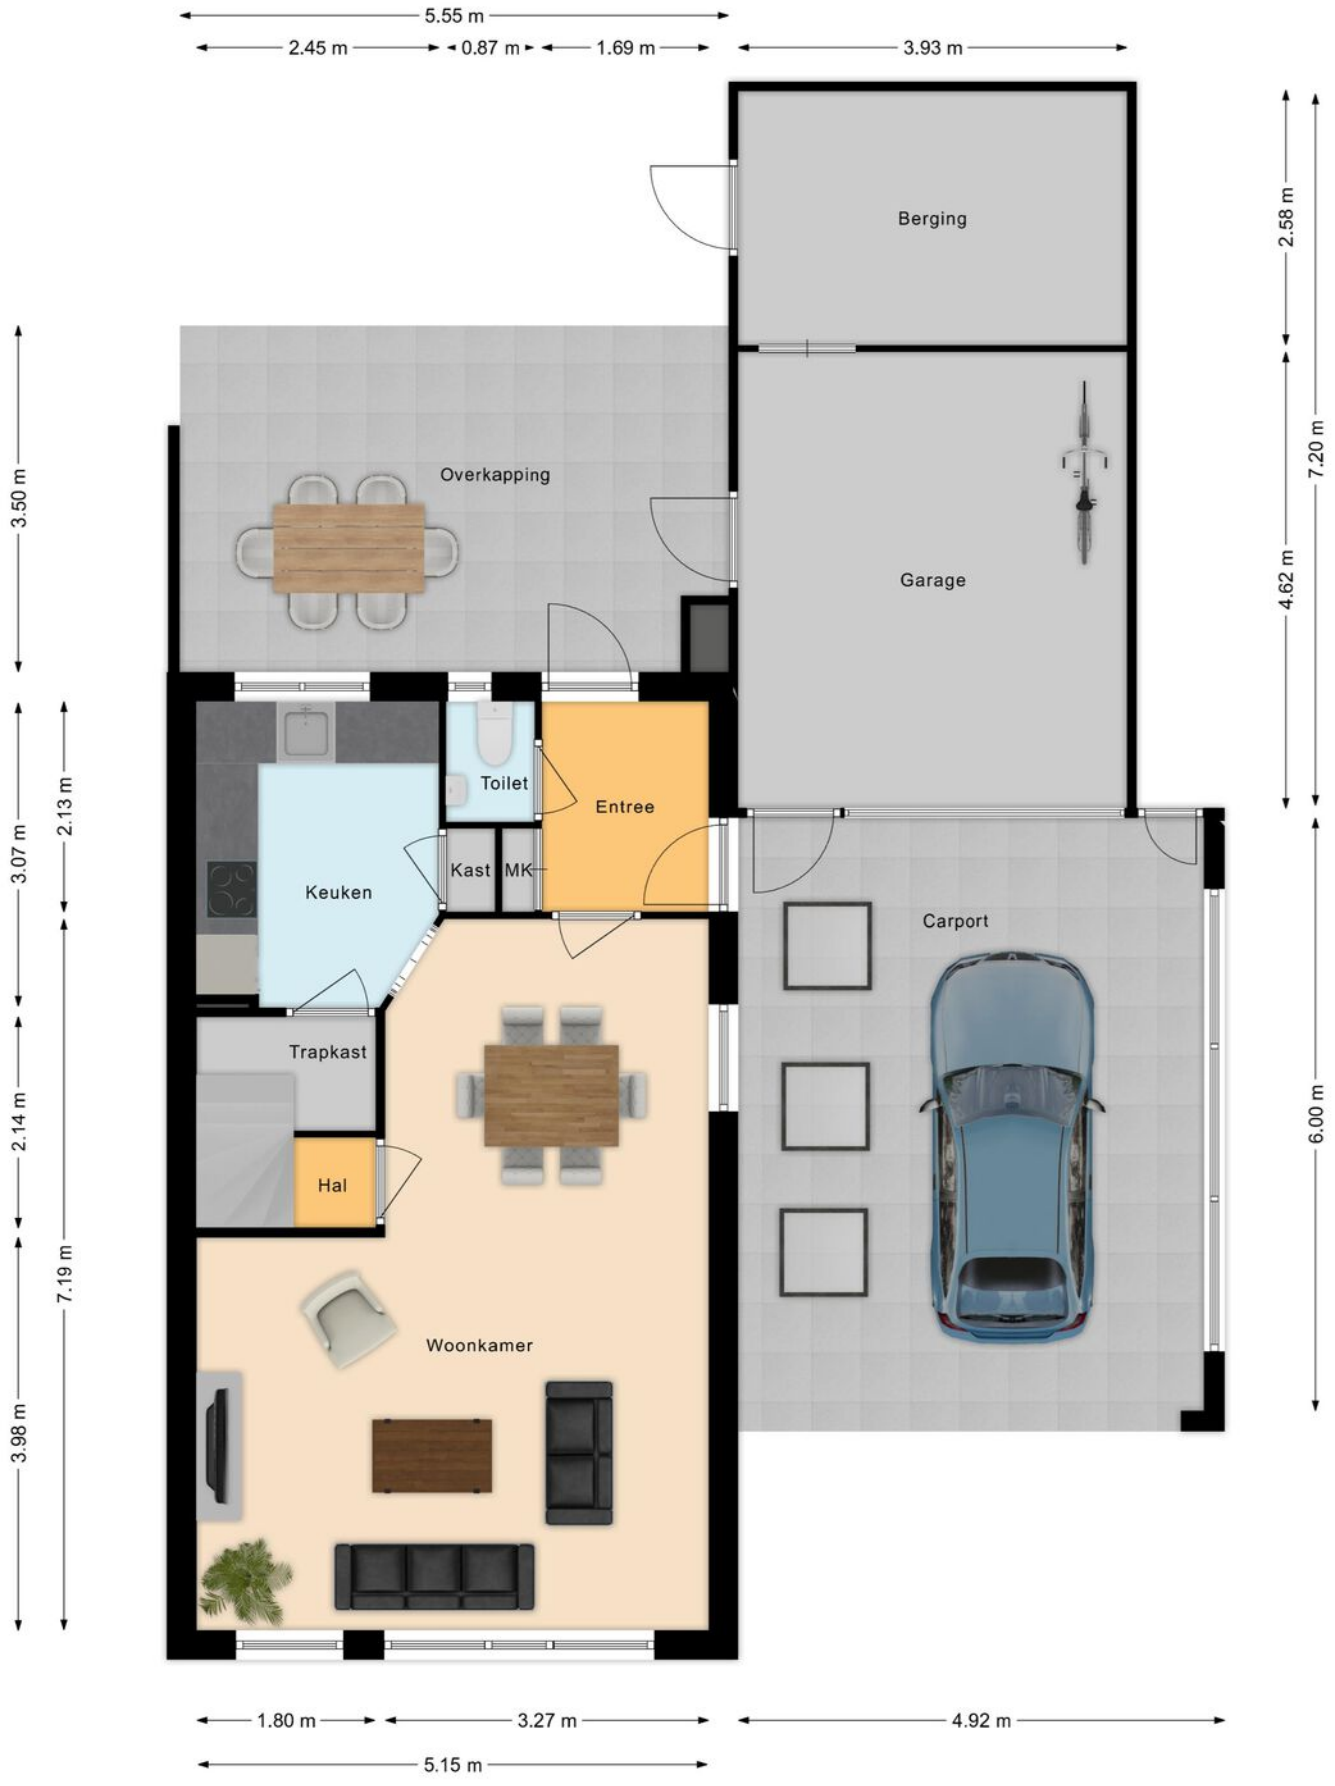 5.55 m
2.45 m
0.87 m
1.69 m
3.93 m
2.58 m
7.20 m
Berging
3.50 m
Overkapping
Garage
4.62 m
2.13 m
3.07 m
Toilet
Entree
Keuken
Kast
MK
Carport
Trapkast
2.14 m
6.00 m
Hal
7.19 m
Woonkamer
3.98 m
1.80 m
3.27 m
4.92 m
5.15 m